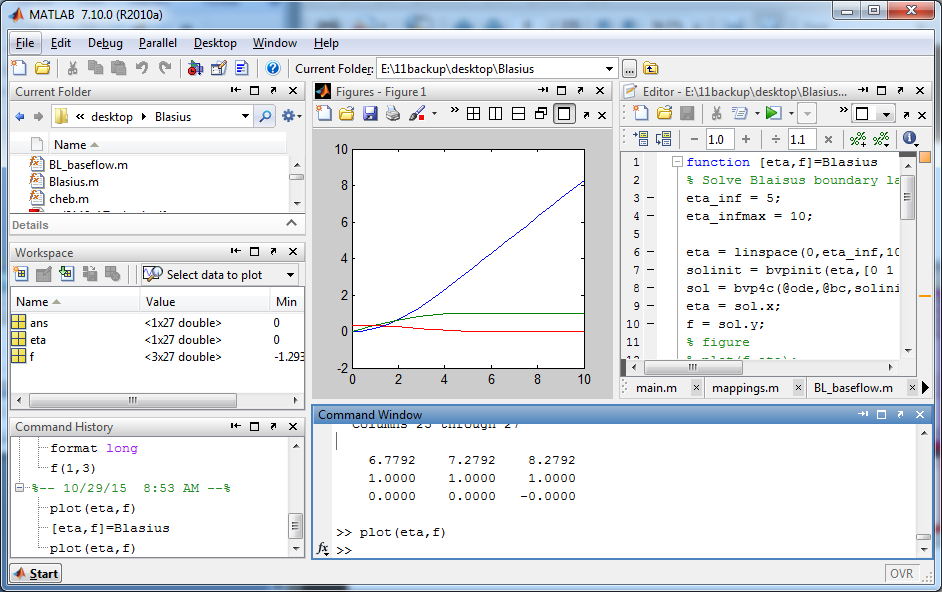 MATLAB 7.10.0 (R2010a)
File Edit Debug Parallel Desktop Window Help
Current Folder: E:\11backup\desktop\Blasius
Current Folder
« desktop Blasius
Name
BL_baseflow.m
Blasius.m
cheb.m
Details
Workspace
Select data to plot
Name Value Min
ans <1x27 double> 0
eta <1x27 double> 0
f <3x27 double> -1.293
Command History
format long
f(1,3)
%-- 10/29/15 8:53 AM --%
plot(eta,f)
[eta,f]=Blasius
plot(eta,f)
Figures - Figure 1
10
8
6
4
2
0
-2
0 2 4 6 8 10
Editor - E:\11backup\desktop\Blasius...
1.0 1.1
1 function [eta,f]=Blasius
2 % Solve Blaisus boundary la
3 eta_inf = 5;
4 eta_infmax = 10;
5
6 eta = linspace(0,eta_inf,10
7 solinit = bvpinit(eta,[0 1
8 sol = bvp4c(@ode,@bc,solini
9 eta = sol.x;
10 f = sol.y;
11 % figure
12 % plot(f,eta);
main.m mappings.m BL_baseflow.m
Command Window
Columns 25 through 27
6.7792 7.2792 8.2792
1.0000 1.0000 1.0000
0.0000 0.0000 -0.0000
>> plot(eta,f)
fx >>
Start
OVR